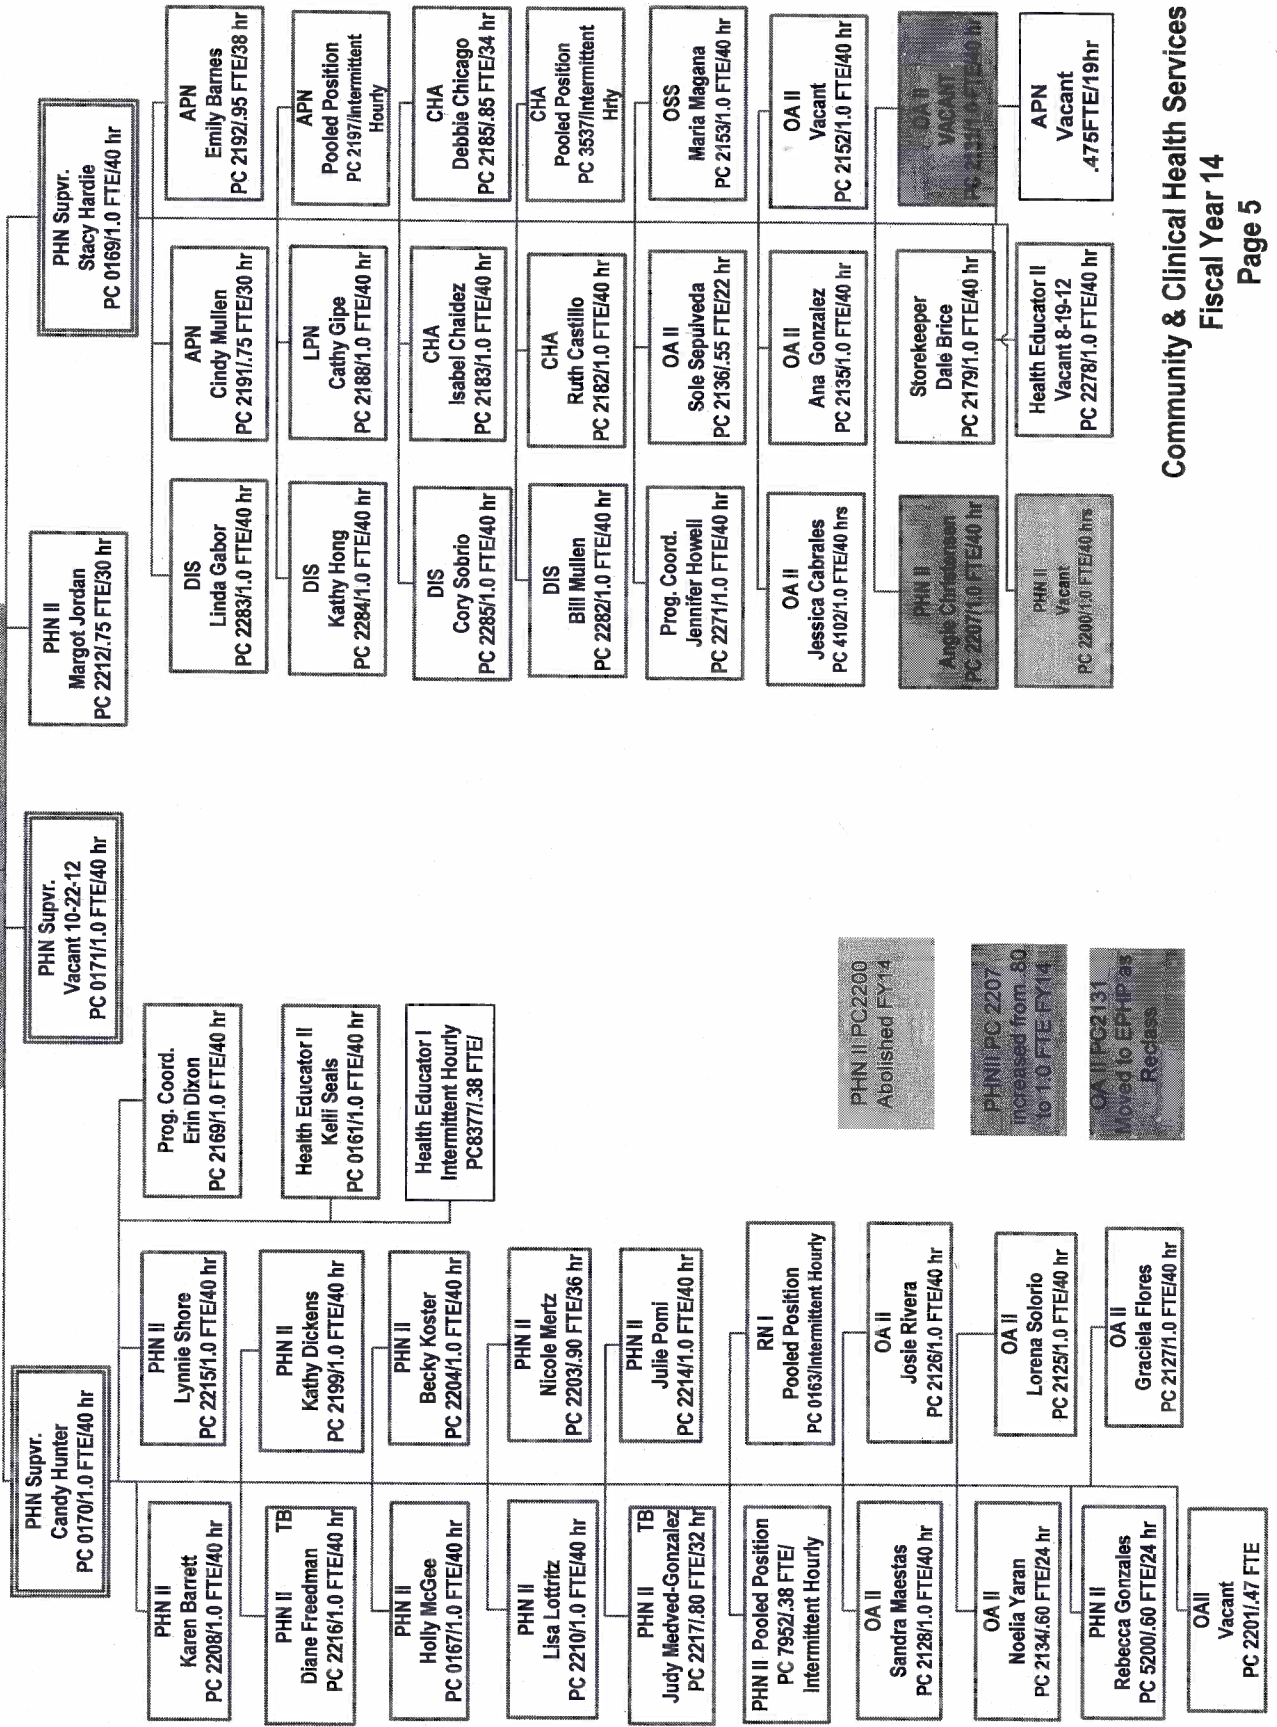 PHN Supvr.
Candy Hunter
PC 0170/1.0 FTE/40 hr
PHN Supvr.
Vacant 10-22-12
PC 0171/1.0 FTE/40 hr
PHN II
Margot Jordan
PC 2212/.75 FTE/30 hr
PHN Supvr.
Stacy Hardie
PC 0169/1.0 FTE/40 hr
PHN II
Karen Barrett
PC 2208/1.0 FTE/40 hr
PHN II
Lynnie Shore
PC 2215/1.0 FTE/40 hr
Prog. Coord.
Erin Dixon
PC 2169/1.0 FTE/40 hr
PHN II TB
Diane Freedman
PC 2216/1.0 FTE/40 hr
PHN II
Kathy Dickens
PC 2199/1.0 FTE/40 hr
Health Educator II
Kelli Seals
PC 0161/1.0 FTE/40 hr
PHN II
Holly McGee
PC 0167/1.0 FTE/40 hr
PHN II
Becky Koster
PC 2204/1.0 FTE/40 hr
Health Educator I
Intermittent Hourly
PC8377/.38 FTE/
PHN II
Lisa Lottritz
PC 2210/1.0 FTE/40 hr
PHN II
Nicole Mertz
PC 2203/.90 FTE/36 hr
PHN II TB
Judy Medved-Gonzalez
PC 2217/.80 FTE/32 hr
PHN II
Julie Pomi
PC 2214/1.0 FTE/40 hr
PHN II Pooled Position
PC 7952/.38 FTE/
Intermittent Hourly
RN I
Pooled Position
PC 0163/Intermittent Hourly
OA II
Sandra Maestas
PC 2128/1.0 FTE/40 hr
OA II
Josie Rivera
PC 2126/1.0 FTE/40 hr
OA II
Noelia Yaran
PC 2134/.60 FTE/24 hr
OA II
Lorena Solorio
PC 2125/1.0 FTE/40 hr
PHN II
Rebecca Gonzales
PC 5200/.60 FTE/24 hr
OA II
Graciela Flores
PC 2127/1.0 FTE/40 hr
OAII
Vacant
PC 2201/.47 FTE
PHN II PC2200
Abolished FY14
PHNII PC 2207
increased from .80
to 1.0 FTE FY14
OA II PC2131
Moved to EPHP as
Reclass
DIS
Linda Gabor
PC 2283/1.0 FTE/40 hr
APN
Cindy Mullen
PC 2191/.75 FTE/30 hr
APN
Emily Barnes
PC 2192/.95 FTE/38 hr
DIS
Kathy Hong
PC 2284/1.0 FTE/40 hr
LPN
Cathy Gipe
PC 2188/1.0 FTE/40 hr
APN
Pooled Position
PC 2197/Intermittent
Hourly
DIS
Cory Sobrio
PC 2285/1.0 FTE/40 hr
CHA
Isabel Chaidez
PC 2183/1.0 FTE/40 hr
CHA
Debbie Chicago
PC 2185/.85 FTE/34 hr
DIS
Bill Mullen
PC 2282/1.0 FTE/40 hr
CHA
Ruth Castillo
PC 2182/1.0 FTE/40 hr
CHA
Pooled Position
PC 3537/Intermittent
Hrly
Prog. Coord.
Jennifer Howell
PC 2271/1.0 FTE/40 hr
OA II
Sole Sepulveda
PC 2136/.55 FTE/22 hr
OSS
Maria Magana
PC 2153/1.0 FTE/40 hr
OA II
Jessica Cabrales
PC 4102/1.0 FTE/40 hrs
OA II
Ana Gonzalez
PC 2135/1.0 FTE/40 hr
OA II
Vacant
PC 2152/1.0 FTE/40 hr
PHN II
Angie Christensen
PC 2207/1.0 FTE/40 hr
Storekeeper
Dale Brice
PC 2179/1.0 FTE/40 hr
OA II
VACANT
PC 2131/1.0 FTE/40 hr
PHN II
Vacant
PC 2200/1.0 FTE/40 hrs
Health Educator II
Vacant 8-19-12
PC 2278/1.0 FTE/40 hr
APN
Vacant
.475FTE/19hr
Community & Clinical Health Services
Fiscal Year 14
Page 5